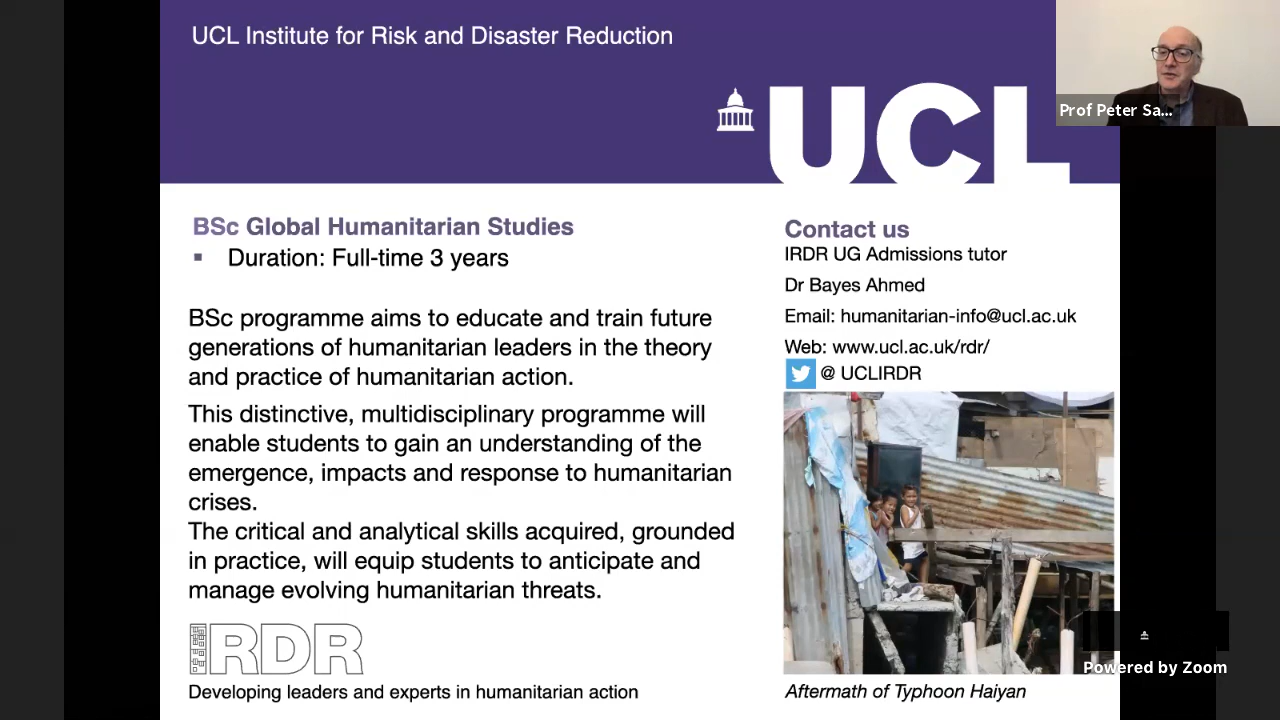 UCL Institute for Risk and Disaster Reduction
UCL
Prof Peter Sa...
BSc Global Humanitarian Studies
▪ Duration: Full-time 3 years
BSc programme aims to educate and train future
generations of humanitarian leaders in the theory
and practice of humanitarian action.
This distinctive, multidisciplinary programme will
enable students to gain an understanding of the
emergence, impacts and response to humanitarian
crises.
The critical and analytical skills acquired, grounded
in practice, will equip students to anticipate and
manage evolving humanitarian threats.
IRDR
Developing leaders and experts in humanitarian action
Contact us
IRDR UG Admissions tutor
Dr Bayes Ahmed
Email: humanitarian-info@ucl.ac.uk
Web: www.ucl.ac.uk/rdr/
@ UCLIRDR
Powered by Zoom
Aftermath of Typhoon Haiyan